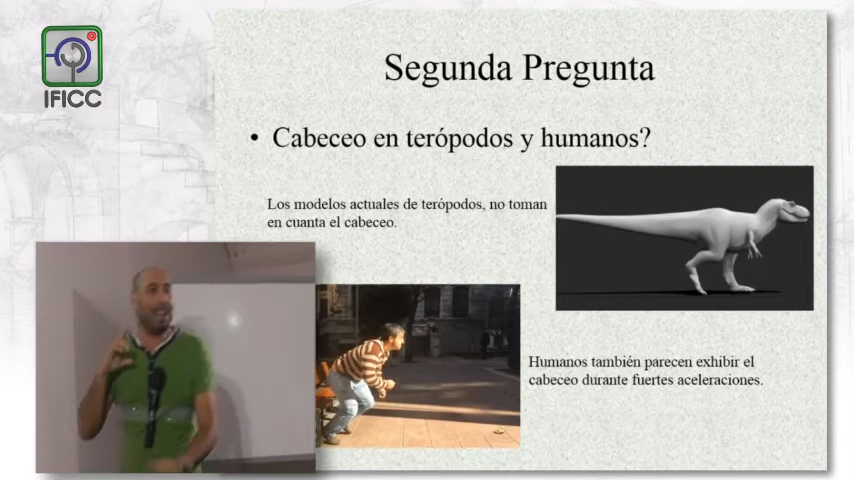 IFICC
Segunda Pregunta
• Cabeceo en terópodos y humanos?
Los modelos actuales de terópodos, no toman
en cuanta el cabeceo.
Humanos también parecen exhibir el
cabeceo durante fuertes aceleraciones.